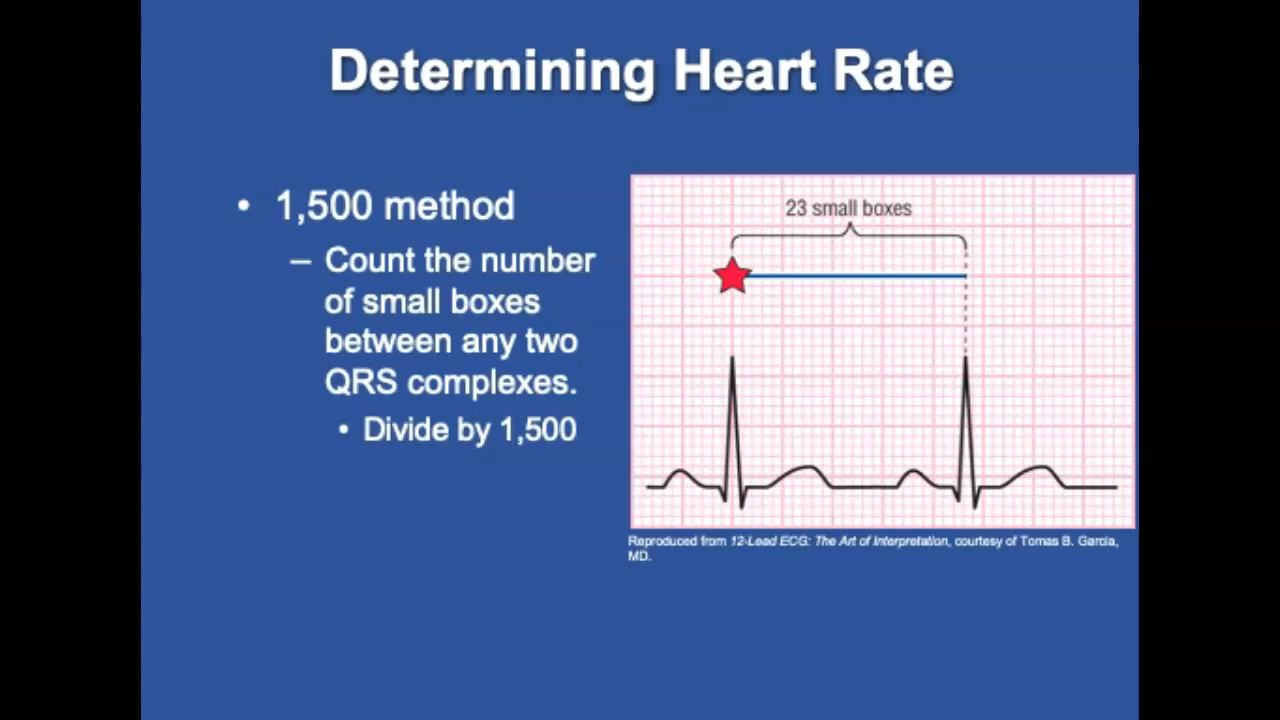 Determining Heart Rate
• 1,500 method
– Count the number
of small boxes
between any two
QRS complexes.
• Divide by 1,500
23 small boxes
Reproduced from 12-Lead ECG: The Art of Interpretation, courtesy of Tomas B. Garcia,
MD.